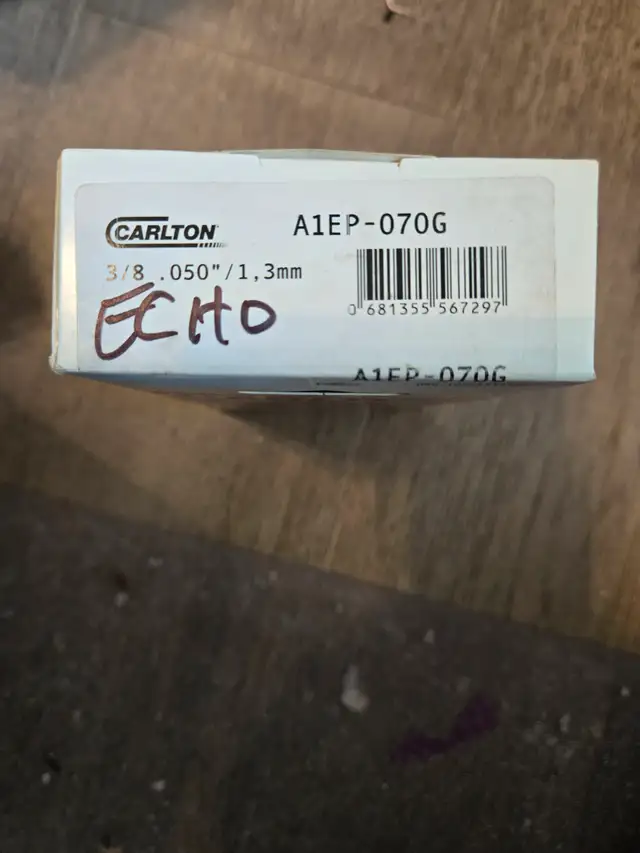 CARLTON
A1EP-070G
3/8 .050"/1,3mm
0 681355 567297
ECHO
A1EP-070G